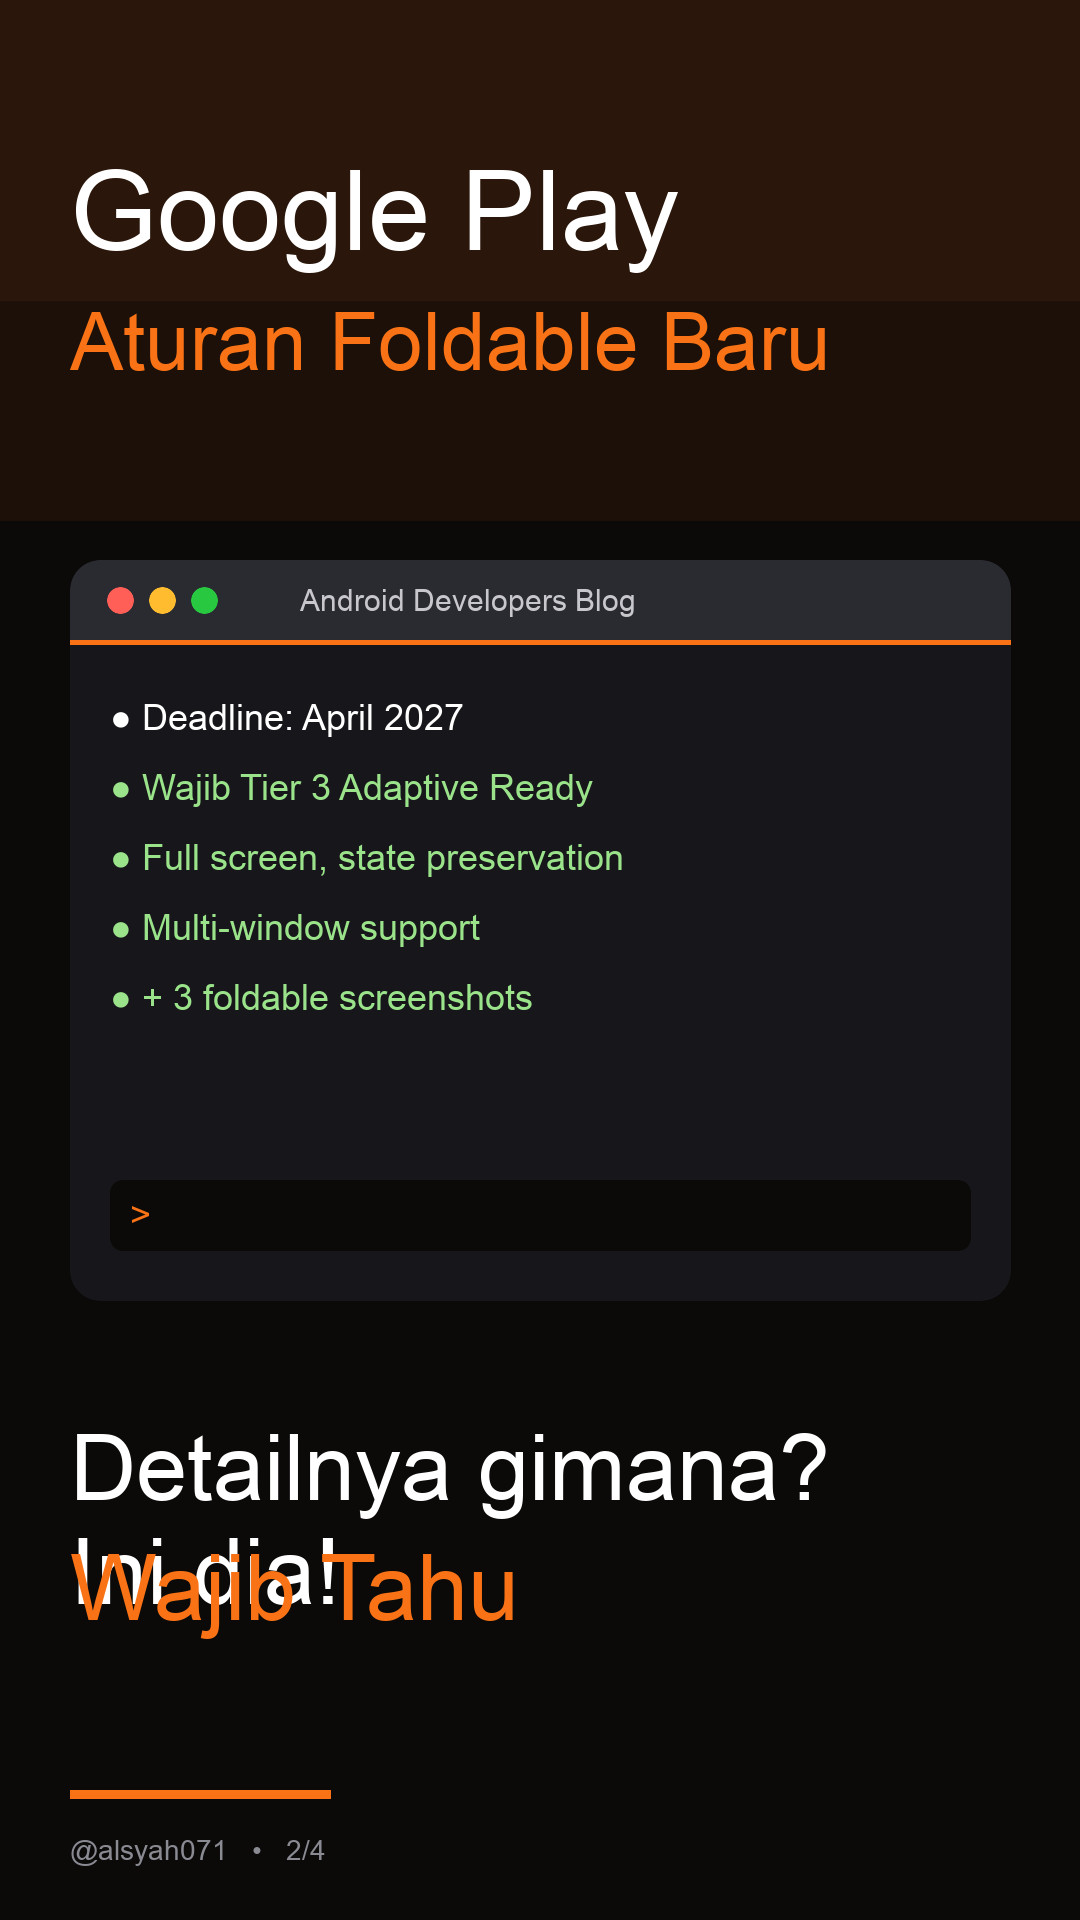 Google Play
Aturan Foldable Baru
Android Developers Blog
● Deadline: April 2027
● Wajib Tier 3 Adaptive Ready
● Full screen, state preservation
● Multi-window support
● + 3 foldable screenshots
>
Detailnya gimana?
Ini dia!
Wajib Tahu
@alsyah071 • 2/4